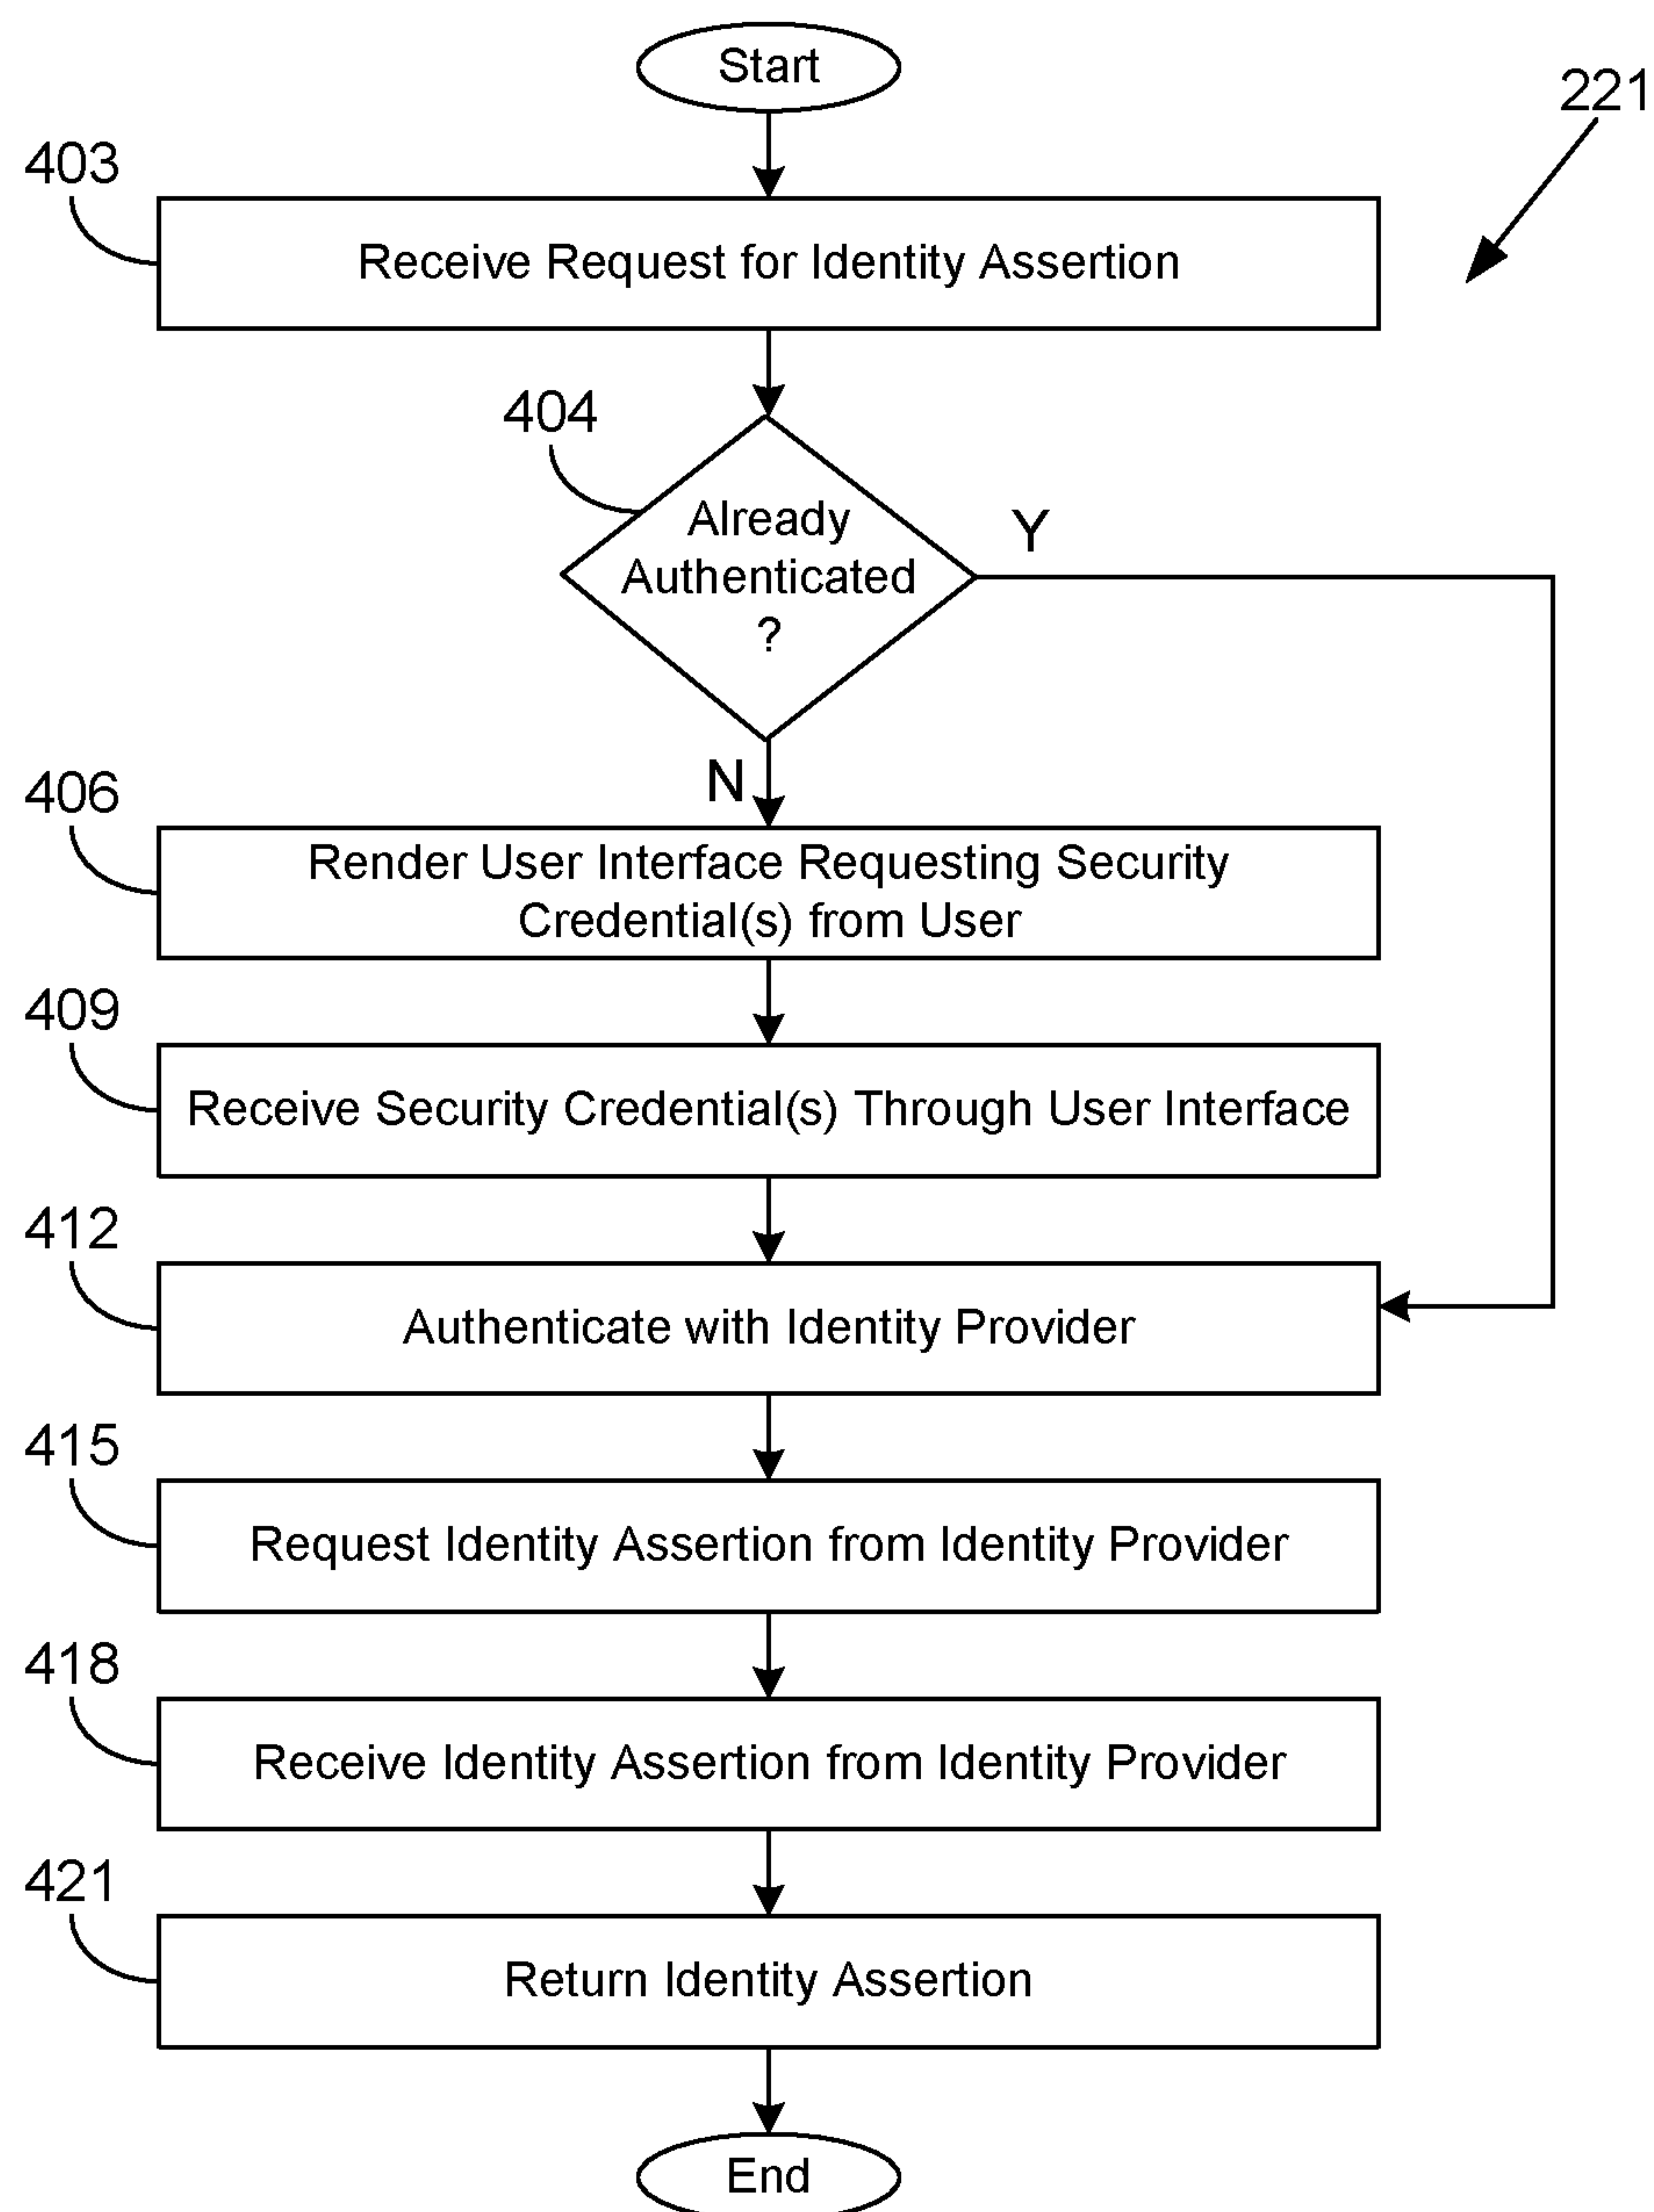 Start
221
403
Receive Request for Identity Assertion
404
Already
Authenticated
?
Y
N
406
Render User Interface Requesting Security
Credential(s) from User
409
Receive Security Credential(s) Through User Interface
412
Authenticate with Identity Provider
415
Request Identity Assertion from Identity Provider
418
Receive Identity Assertion from Identity Provider
421
Return Identity Assertion
End